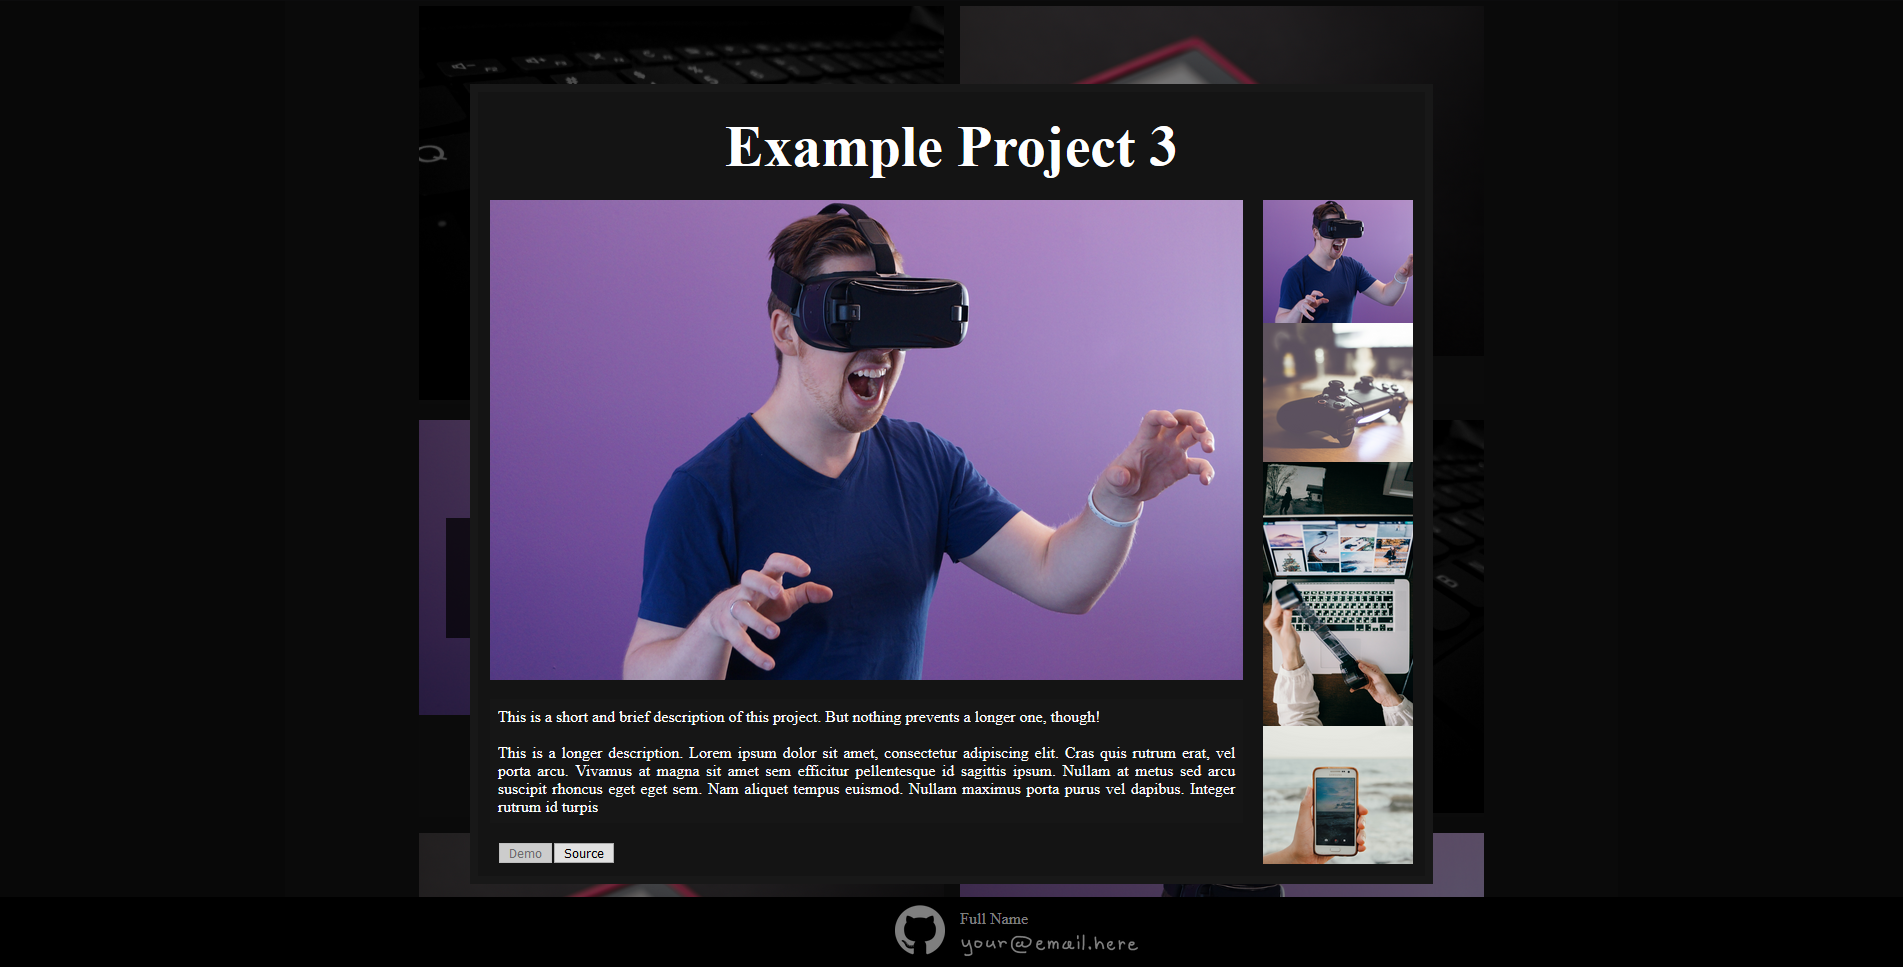 Example Project 3
This is a short and brief description of this project. But nothing prevents a longer one, though!
This is a longer description. Lorem ipsum dolor sit amet, consectetur adipiscing elit. Cras quis rutrum erat, vel
porta arcu. Vivamus at magna sit amet sem efficitur pellentesque id sagittis ipsum. Nullam at metus sed arcu
suscipit rhoncus eget eget sem. Nam aliquet tempus euismod. Nullam maximus porta purus vel dapibus. Integer
rutrum id turpis
Demo Source
Full Name
your@email.here